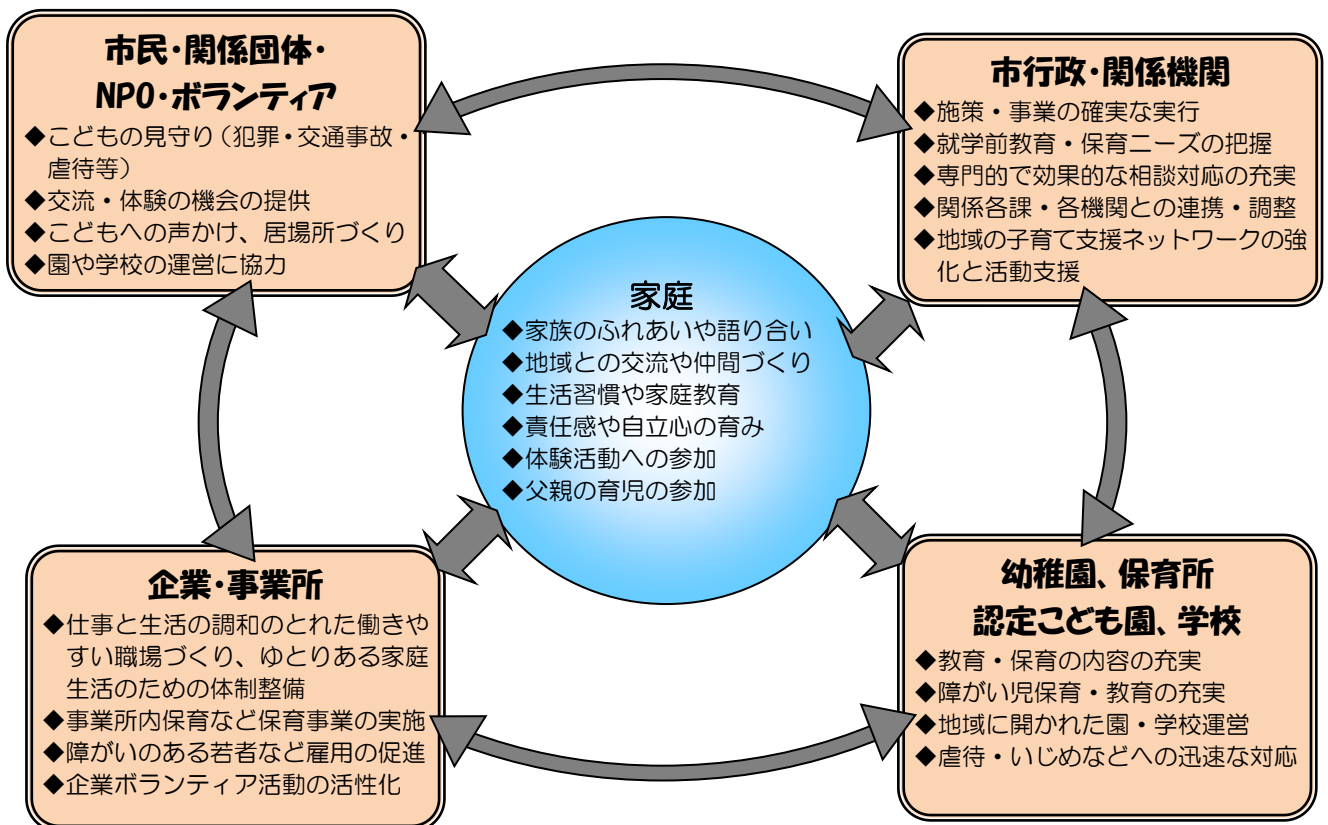 市民・関係団体・
NPO・ボランティア
◆こどもの見守り（犯罪・交通事故・
虐待等）
◆交流・体験の機会の提供
◆こどもへの声かけ、居場所づくり
◆園や学校の運営に協力
市行政・関係機関
◆施策・事業の確実な実行
◆就学前教育・保育ニーズの把握
◆専門的で効果的な相談対応の充実
◆関係各課・各機関との連携・調整
◆地域の子育て支援ネットワークの強
化と活動支援
家庭
◆家族のふれあいや語り合い
◆地域との交流や仲間づくり
◆生活習慣や家庭教育
◆責任感や自立心の育み
◆体験活動への参加
◆父親の育児の参加
企業・事業所
◆仕事と生活の調和のとれた働きや
すい職場づくり、ゆとりある家庭
生活のための体制整備
◆事業所内保育など保育事業の実施
◆障がいのある若者など雇用の促進
◆企業ボランティア活動の活性化
幼稚園、保育所
認定こども園、学校
◆教育・保育の内容の充実
◆障がい児保育・教育の充実
◆地域に開かれた園・学校運営
◆虐待・いじめなどへの迅速な対応